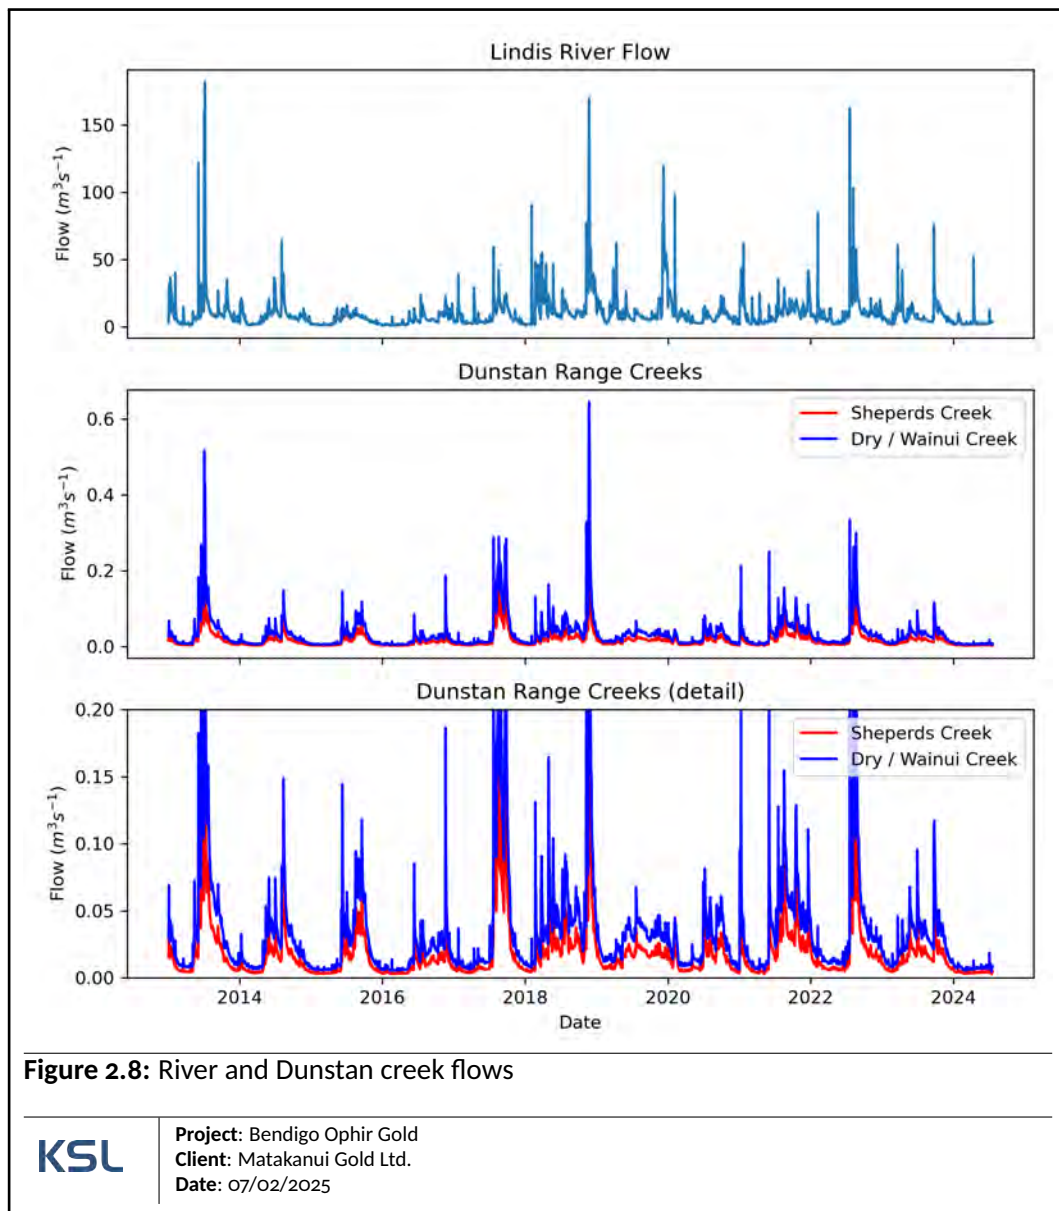 Lindis River Flow
150
100
50
0
Flow (m³s⁻¹)
Dunstan Range Creeks
0.6
0.4
0.2
0.0
Flow (m³s⁻¹)
Sheperds Creek
Dry / Wainui Creek
Dunstan Range Creeks (detail)
0.20
0.15
0.10
0.05
0.00
Flow (m³s⁻¹)
Sheperds Creek
Dry / Wainui Creek
2014 2016 2018 2020 2022 2024
Date
Figure 2.8: River and Dunstan creek flows
KSL
Project: Bendigo Ophir Gold
Client: Matakanui Gold Ltd.
Date: 07/02/2025